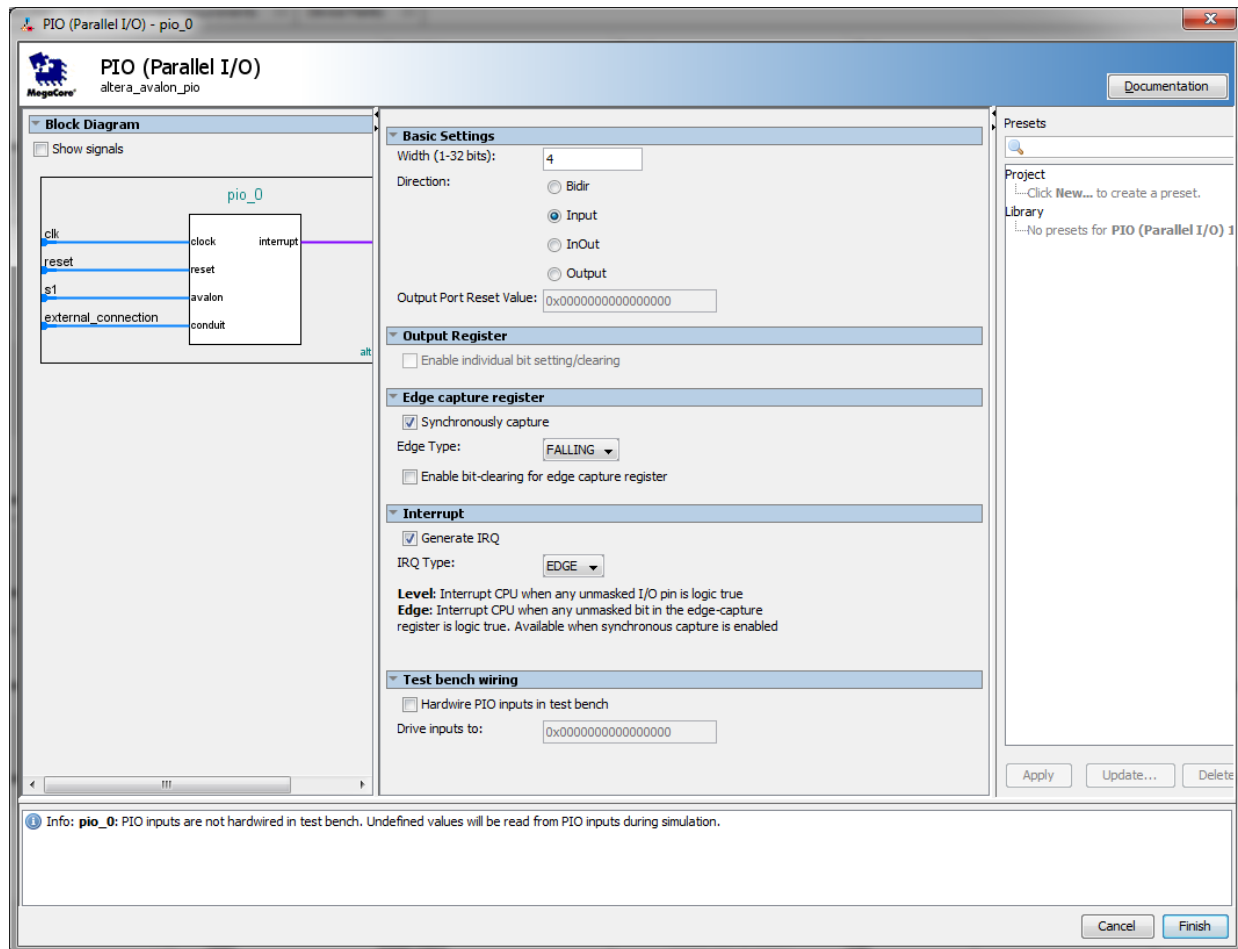 PIO (Parallel I/O) - pio_0
MegaCore'
PIO (Parallel I/O)
altera_avalon_pio
Documentation
Block Diagram
Show signals
pio_0
clk
clock
interrupt
reset
reset
s1
avalon
external_connection
conduit
alt
Basic Settings
Width (1-32 bits):
4
Direction:
Bidir
Input
InOut
Output
Output Port Reset Value:
0x0000000000000000
Output Register
Enable individual bit setting/clearing
Edge capture register
Synchronously capture
Edge Type:
FALLING
Enable bit-clearing for edge capture register
Interrupt
Generate IRQ
IRQ Type:
EDGE
Level: Interrupt CPU when any unmasked I/O pin is logic true
Edge: Interrupt CPU when any unmasked bit in the edge-capture
register is logic true. Available when synchronous capture is enabled
Test bench wiring
Hardwire PIO inputs in test bench
Drive inputs to:
0x0000000000000000
Presets
Project
Click New... to create a preset.
Library
No presets for PIO (Parallel I/O) 1
Apply
Update...
Delete
Info: pio_0: PIO inputs are not hardwired in test bench. Undefined values will be read from PIO inputs during simulation.
Cancel
Finish